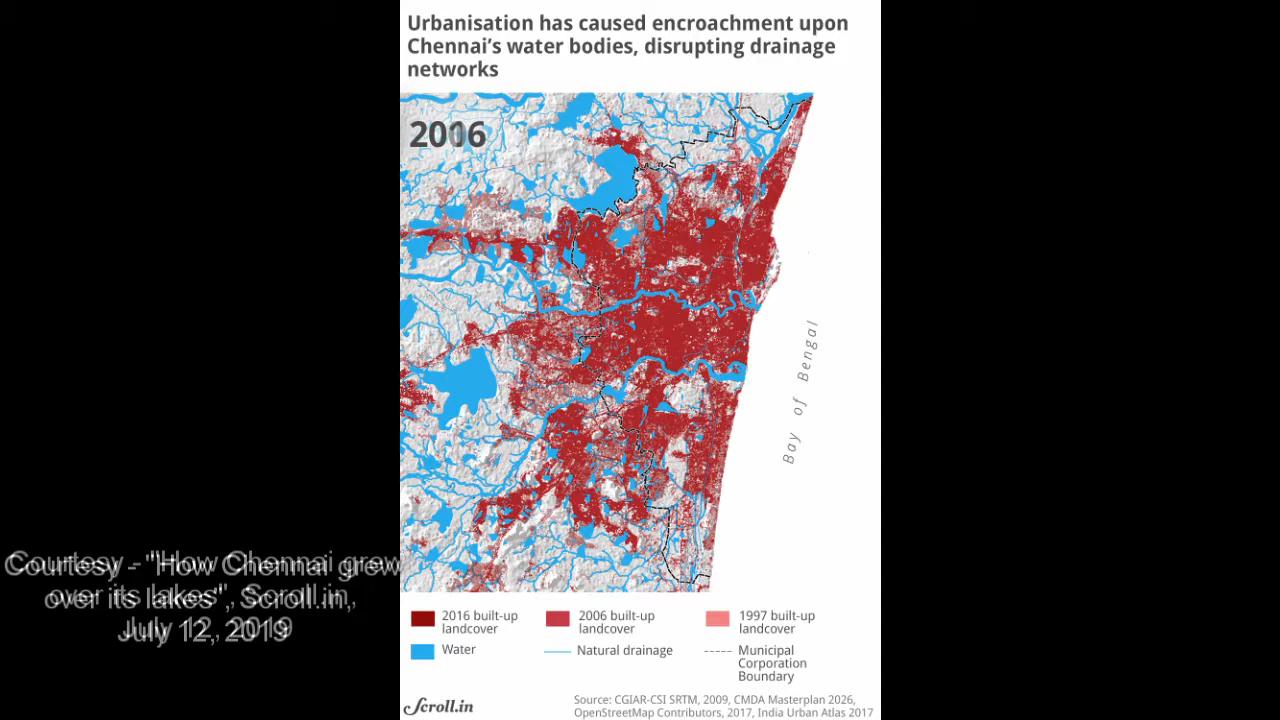 Urbanisation has caused encroachment upon
Chennai's water bodies, disrupting drainage
networks
2006
Bay of Bengal
Courtesy - "How Chennai grew
over its lakes", Scroll.in,
July 12, 2019
2016 built-up
landcover
2006 built-up
landcover
1997 built-up
landcover
Water
Natural drainage
Municipal
Corporation
Boundary
Scroll.in
Source: CGIAR-CSI SRTM, 2009, CMDA Masterplan 2026,
OpenStreetMap Contributors, 2017, India Urban Atlas 2017